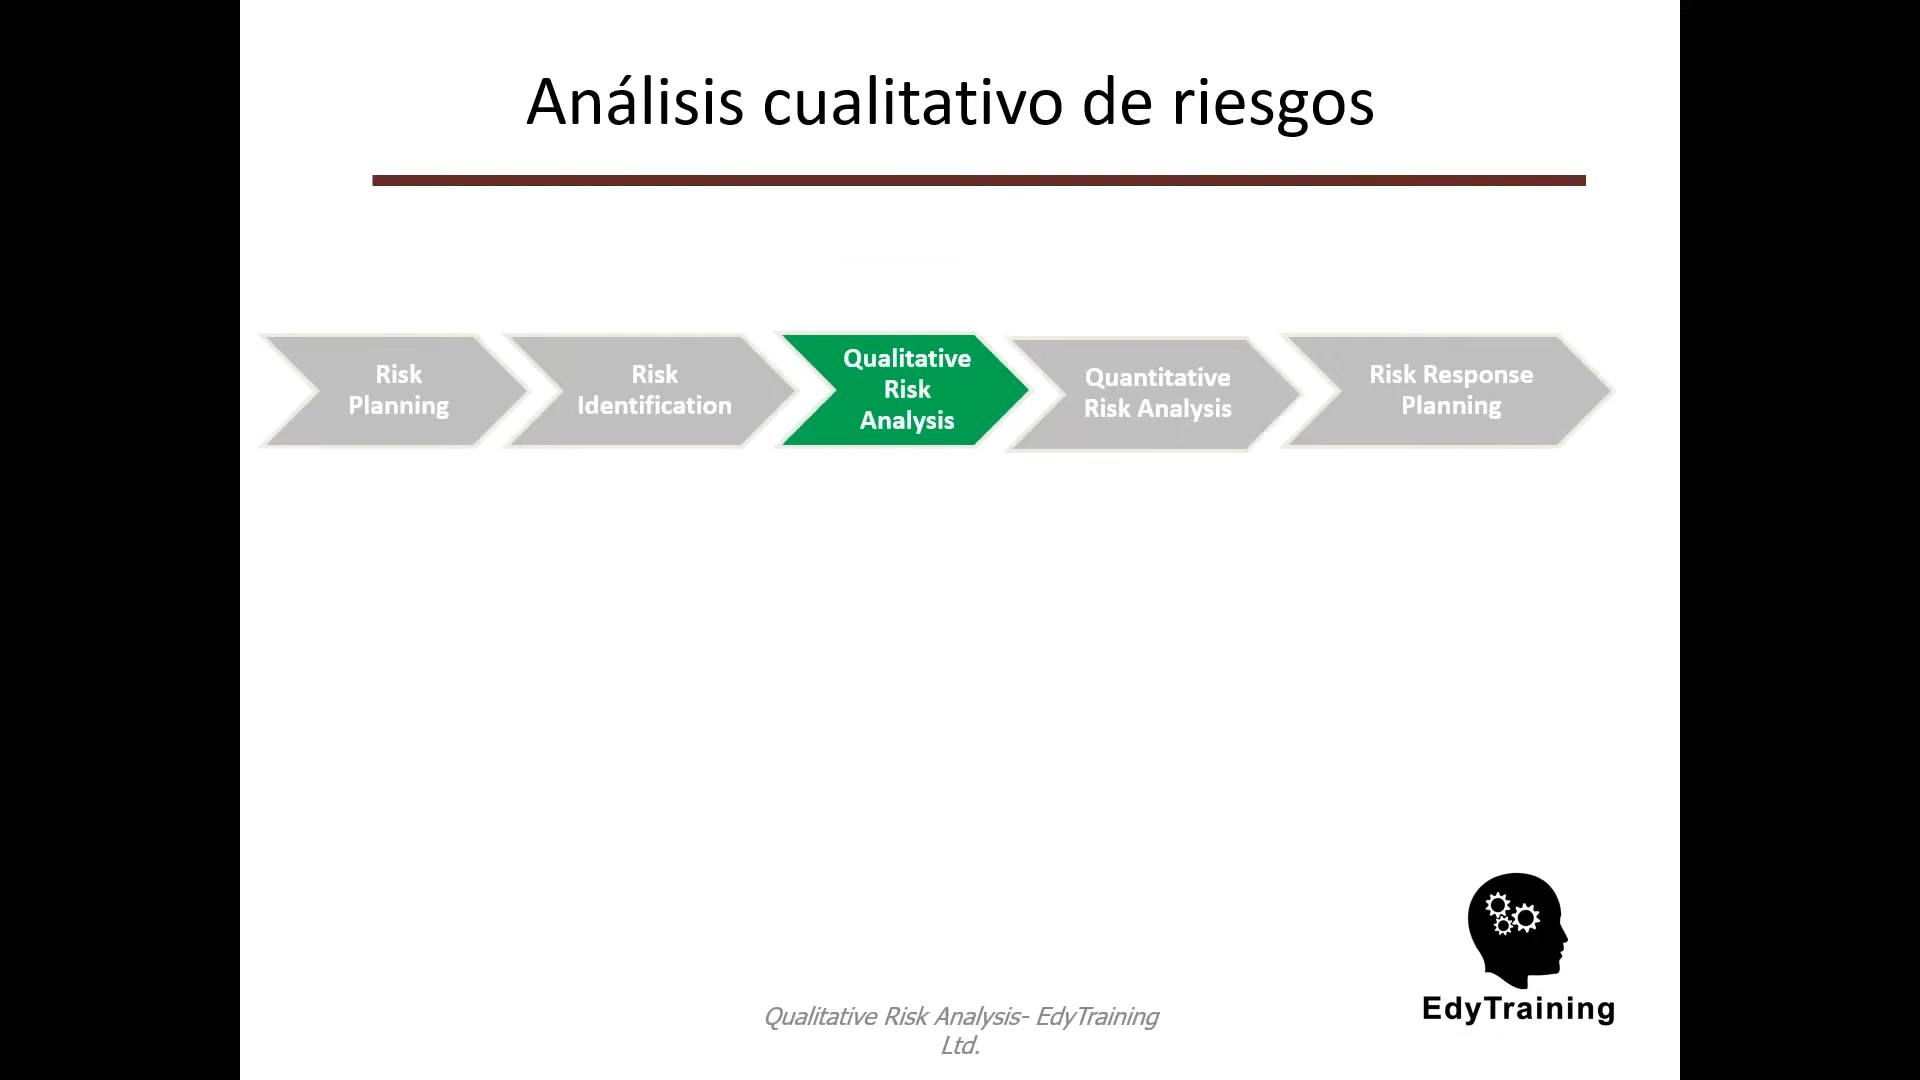 Análisis cualitativo de riesgos
Risk
Planning
Risk
Identification
Qualitative
Risk
Analysis
Quantitative
Risk Analysis
Risk Response
Planning
EdyTraining
Qualitative Risk Analysis- EdyTraining
Ltd.